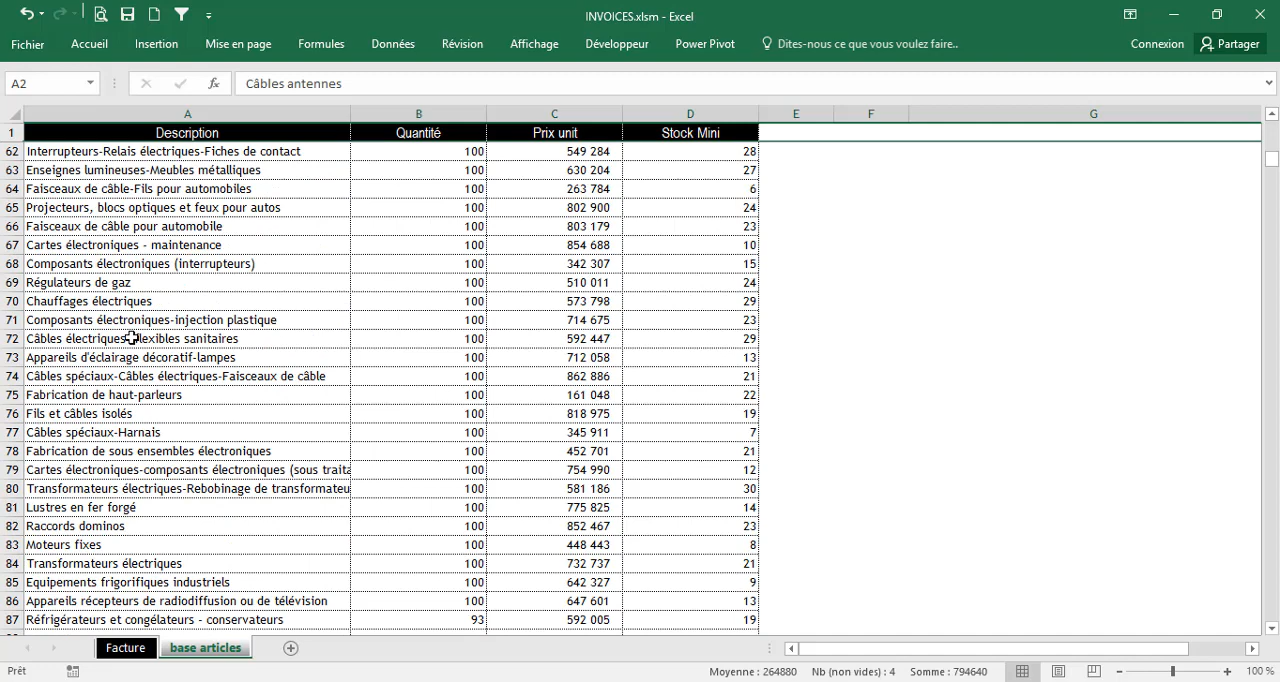 INVOICES.xlsm - Excel
Fichier Accueil Insertion Mise en page Formules Données Révision Affichage Développeur Power Pivot Dites-nous ce que vous voulez faire.. Connexion Partager
A2 fx Câbles antennes
A B C D E F G
1 Description Quantité Prix unit Stock Mini
62 Interrupteurs-Relais électriques-Fiches de contact 100 549 284 28
63 Enseignes lumineuses-Meubles métalliques 100 630 204 27
64 Faisceaux de câble-Fils pour automobiles 100 263 784 6
65 Projecteurs, blocs optiques et feux pour autos 100 802 900 24
66 Faisceaux de câble pour automobile 100 803 179 23
67 Cartes électroniques - maintenance 100 854 688 10
68 Composants électroniques (interrupteurs) 100 342 307 15
69 Régulateurs de gaz 100 510 011 24
70 Chauffages électriques 100 573 798 29
71 Composants électroniques-injection plastique 100 714 675 23
72 Câbles électriques-flexibles sanitaires 100 592 447 29
73 Appareils d'éclairage décoratif-lampes 100 712 058 13
74 Câbles spéciaux-Câbles électriques-Faisceaux de câble 100 862 886 21
75 Fabrication de haut-parleurs 100 161 048 22
76 Fils et câbles isolés 100 818 975 19
77 Câbles spéciaux-Harnais 100 345 911 7
78 Fabrication de sous ensembles électroniques 100 452 701 21
79 Cartes électroniques-composants électroniques (sous traita 100 754 990 12
80 Transformateurs électriques-Rebobinage de transformateu 100 581 186 30
81 Lustres en fer forgé 100 775 825 14
82 Raccords dominos 100 852 467 23
83 Moteurs fixes 100 448 443 8
84 Transformateurs électriques 100 732 737 21
85 Equipements frigorifiques industriels 100 642 327 9
86 Appareils récepteurs de radiodiffusion ou de télévision 100 647 601 13
87 Réfrigérateurs et congélateurs - conservateurs 93 592 005 19
Facture base articles
Prêt Moyenne : 264880 Nb (non vides) : 4 Somme : 794640 100 %